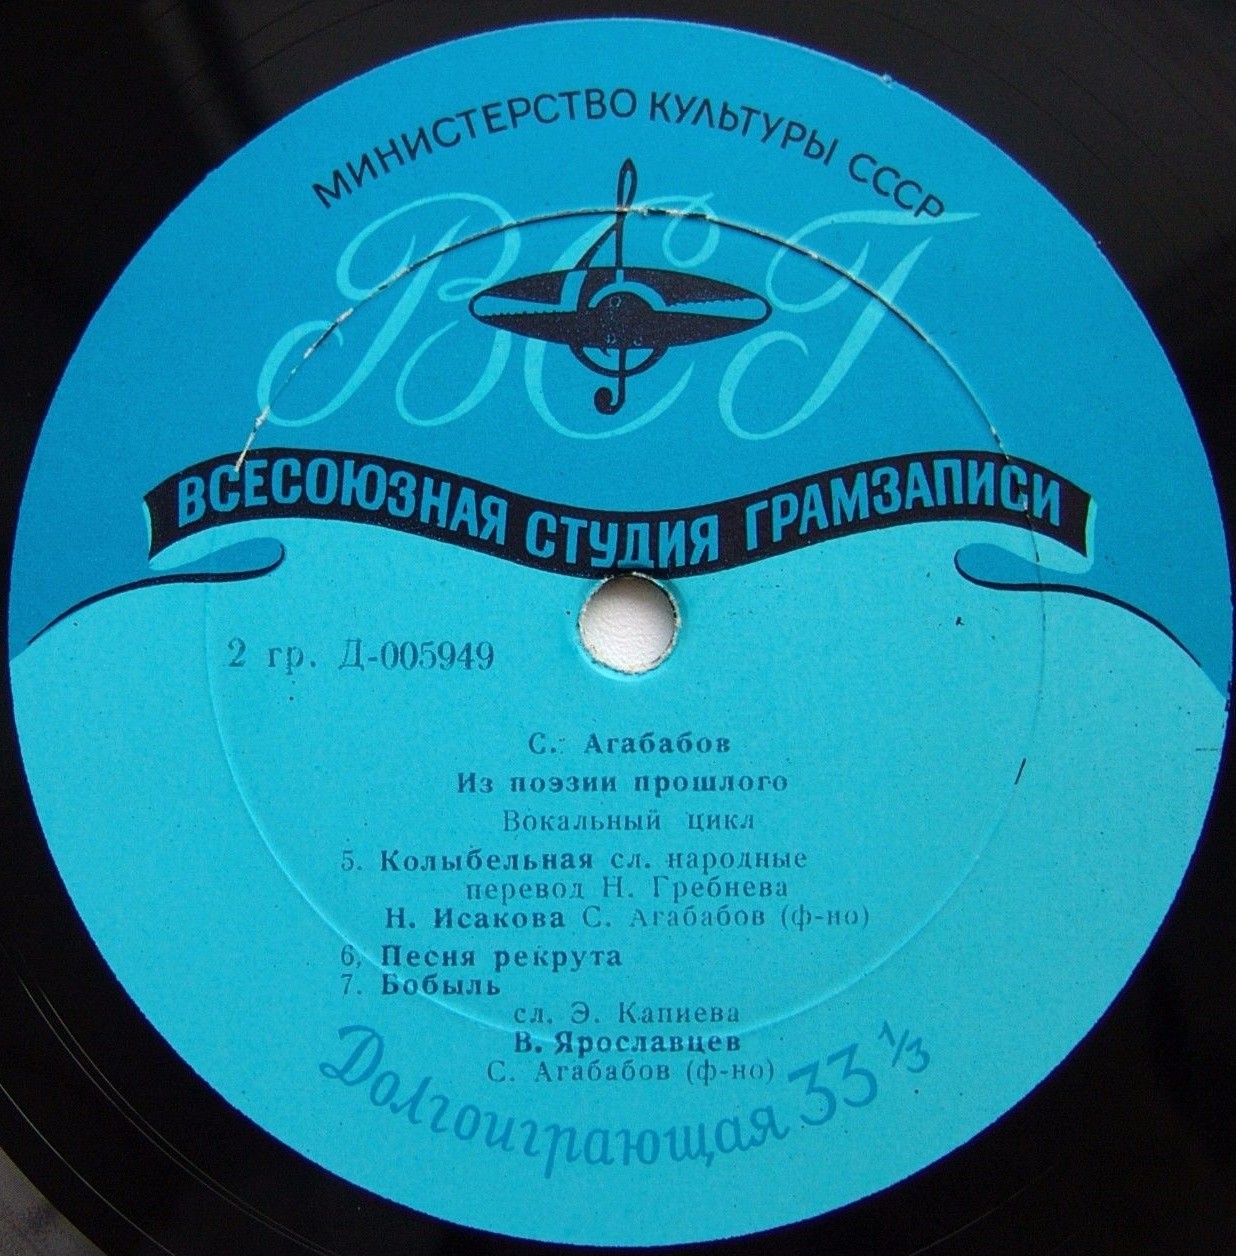 МИНИСТЕРСТВО КУЛЬТУРЫ СССР
ВСГ
ВСЕСОЮЗНАЯ СТУДИЯ ГРАМЗАПИСИ
2 гр. Д-005949
С. Агабабов
Из поэзии прошлого
Вокальный цикл
5. Колыбельная сл. народные
перевод Н. Гребнева
Н. Исакова С. Агабабов (ф-но)
6, Песня рекрута
7. Бобыль
сл. Э. Капиева
В. Ярославцев
С. Агабабов (ф-но)
Долгоиграющая 33 1/3